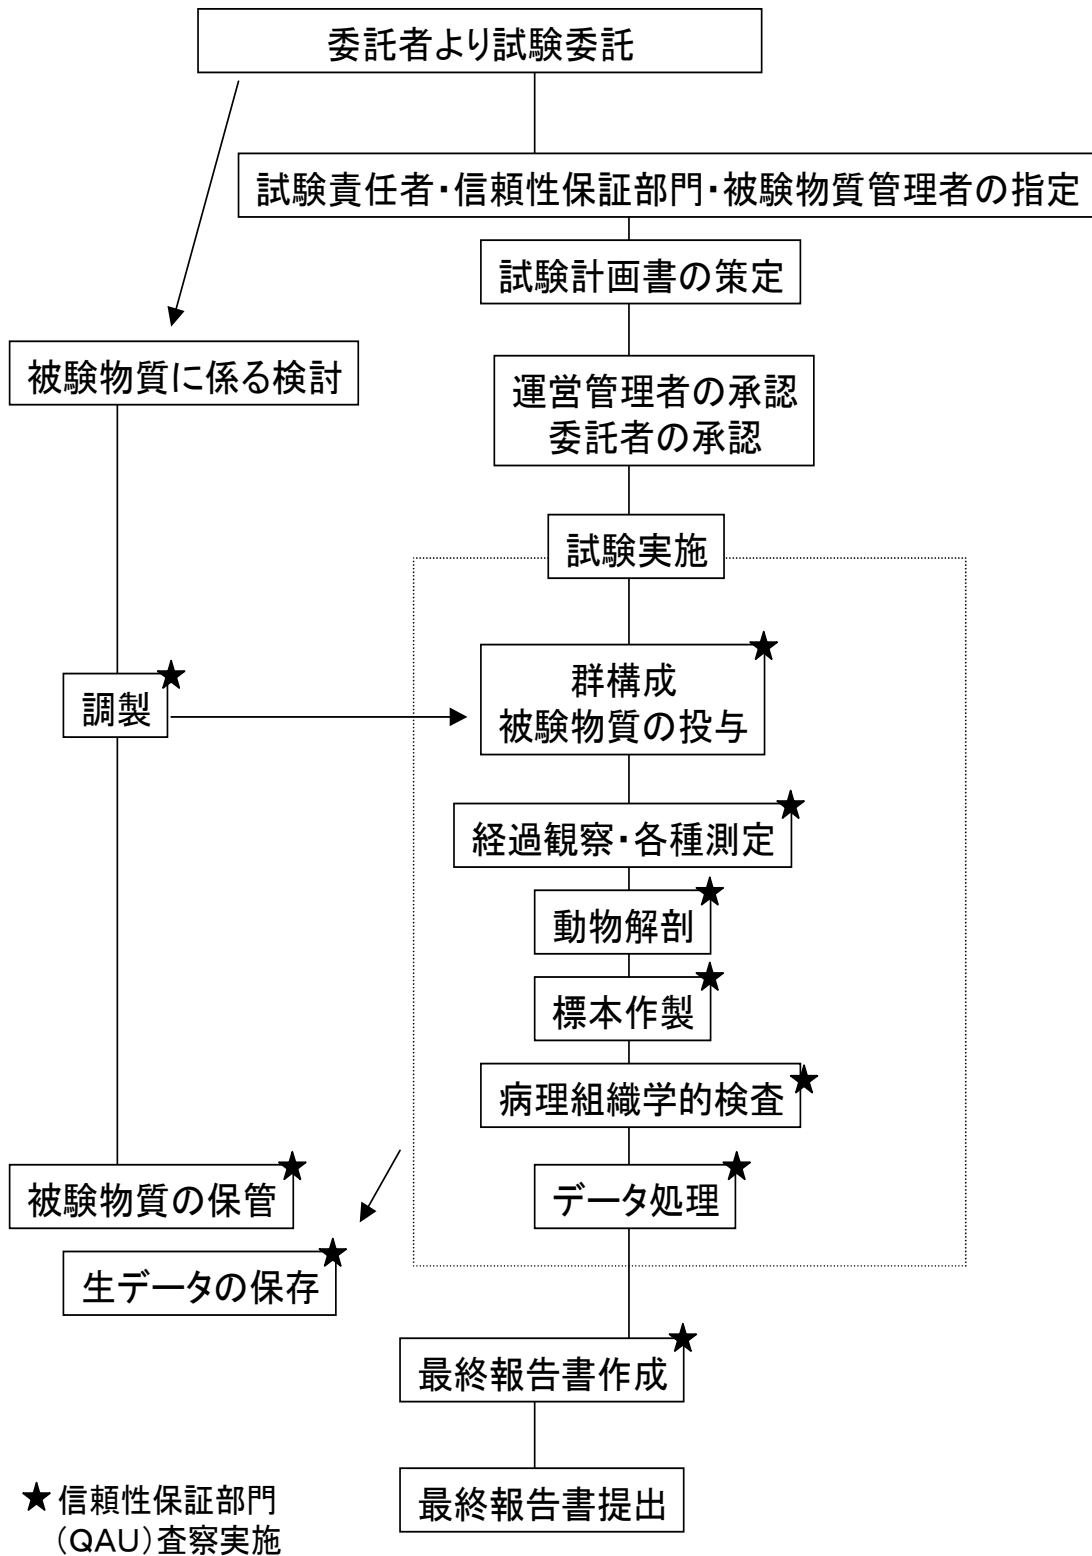 委託者より試験委託
試験責任者・信頼性保証部門・被験物質管理者の指定
試験計画書の策定
被験物質に係る検討
運営管理者の承認
委託者の承認
試験実施
群構成
被験物質の投与
調製
経過観察・各種測定
動物解剖
標本作製
病理組織学的検査
被験物質の保管
データ処理
生データの保存
最終報告書作成
最終報告書提出
★信頼性保証部門
(QAU)査察実施